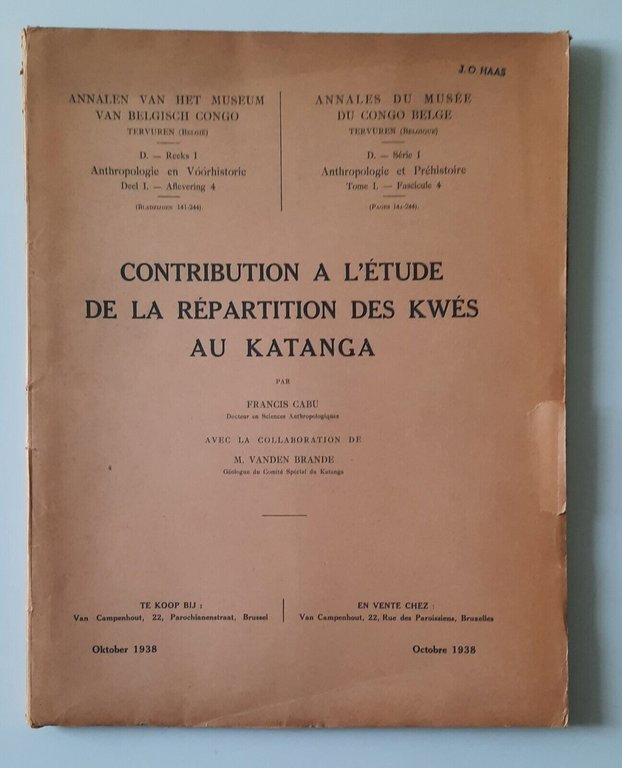 J. O. HAAS
ANNALEN VAN HET MUSEUM
VAN BELGISCH CONGO
TERVUREN (BELGIË)
D. — Reeks I
Anthropologie en Vóórhistorie
Deel I. — Aflevering 4
(BLADZIJDEN 141-244).
ANNALES DU MUSÉE
DU CONGO BELGE
TERVUREN (BELGIQUE)
D. — Série I
Anthropologie et Préhistoire
Tome I. — Fascicule 4
(PAGES 141-244).
CONTRIBUTION A L'ÉTUDE
DE LA RÉPARTITION DES KWÉS
AU KATANGA
PAR
FRANCIS CABU
Docteur en Sciences Anthropologiques
AVEC LA COLLABORATION DE
M. VANDEN BRANDE
Géologue du Comité Spécial du Katanga
TE KOOP BIJ :
Van Campenhout, 22, Parochianenstraat, Brussel
Oktober 1938
EN VENTE CHEZ :
Van Campenhout, 22, Rue des Paroissiens, Bruxelles
Octobre 1938